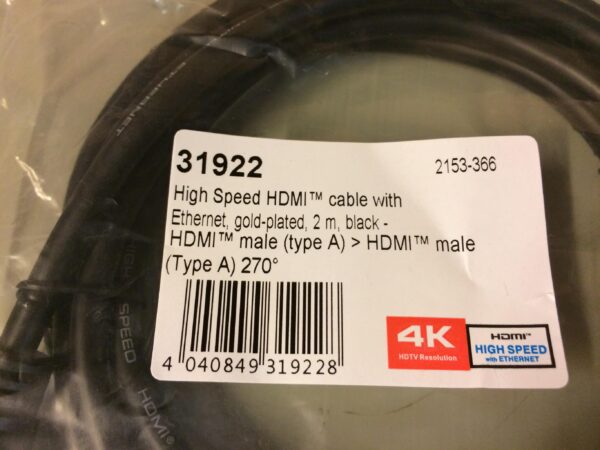 ETHERNET
HIGH SPEED HDMI®
31922
2153-366
High Speed HDMI™ cable with
Ethernet, gold-plated, 2 m, black -
HDMI™ male (type A) > HDMI™ male
(Type A) 270°
4 040849 319228
4K
HDTV Resolution
HDMI™
HIGH SPEED
with ETHERNET